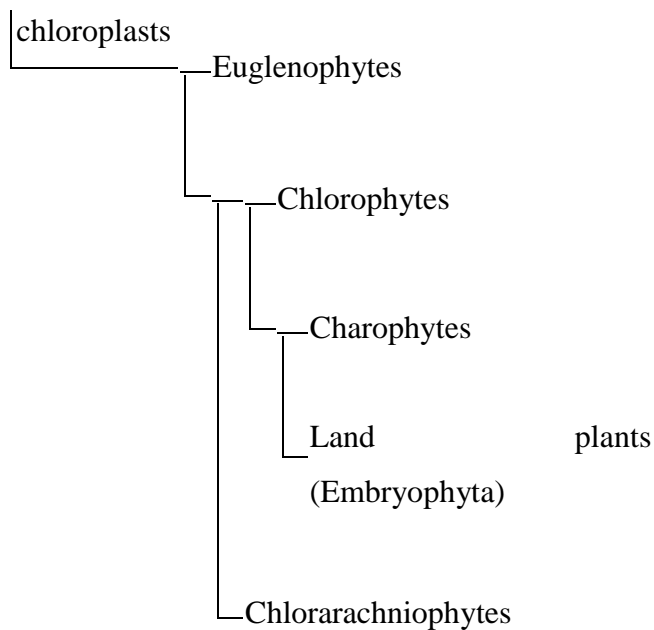 chloroplasts
Euglenophytes
Chlorophytes
Charophytes
Land plants
(Embryophyta)
Chlorarachniophytes